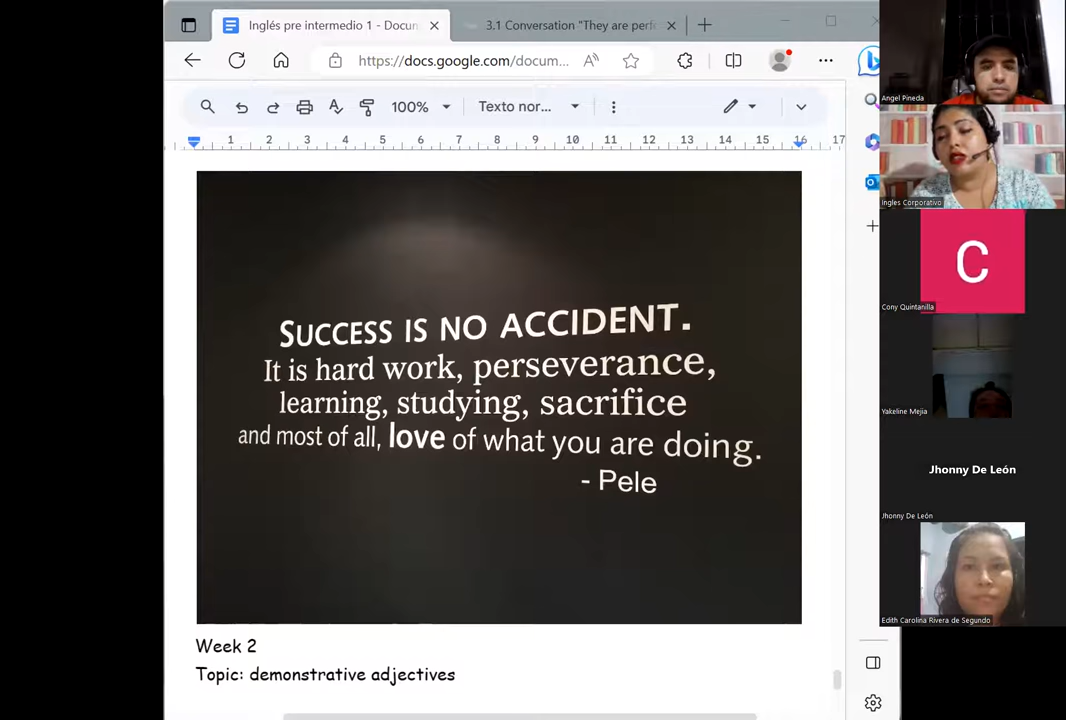 Inglés pre intermedio 1 - Docum
3.1 Conversation "They are perfe
https://docs.google.com/docum...
100%
Texto nor...
1 2 3 4 5 6 7 8 9 10 11 12 13 14 15 16 17
SUCCESS IS NO ACCIDENT.
It is hard work, perseverance,
learning, studying, sacrifice
and most of all, love of what you are doing.
- Pele
Week 2
Topic: demonstrative adjectives
Angel Pineda
Ingles Corporativo
C
Cony Quintanilla
Yakeline Mejia
Jhonny De León
Jhonny De León
Edith Carolina Rivera de Segundo